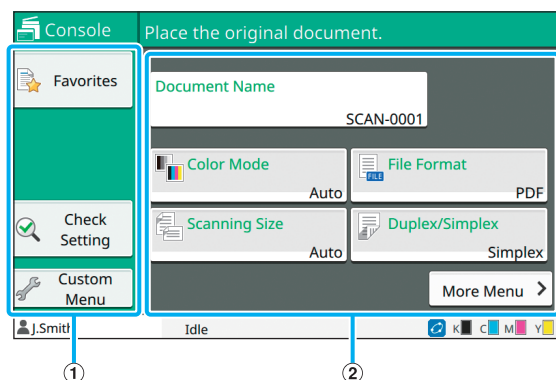 Console
Place the original document.
Favorites
Check
Setting
Custom
Menu
Document Name
SCAN-0001
Color Mode
Auto
File Format
FILE
PDF
Scanning Size
Auto
Duplex/Simplex
Simplex
More Menu
J.Smith
Idle
K C M Y
1
2